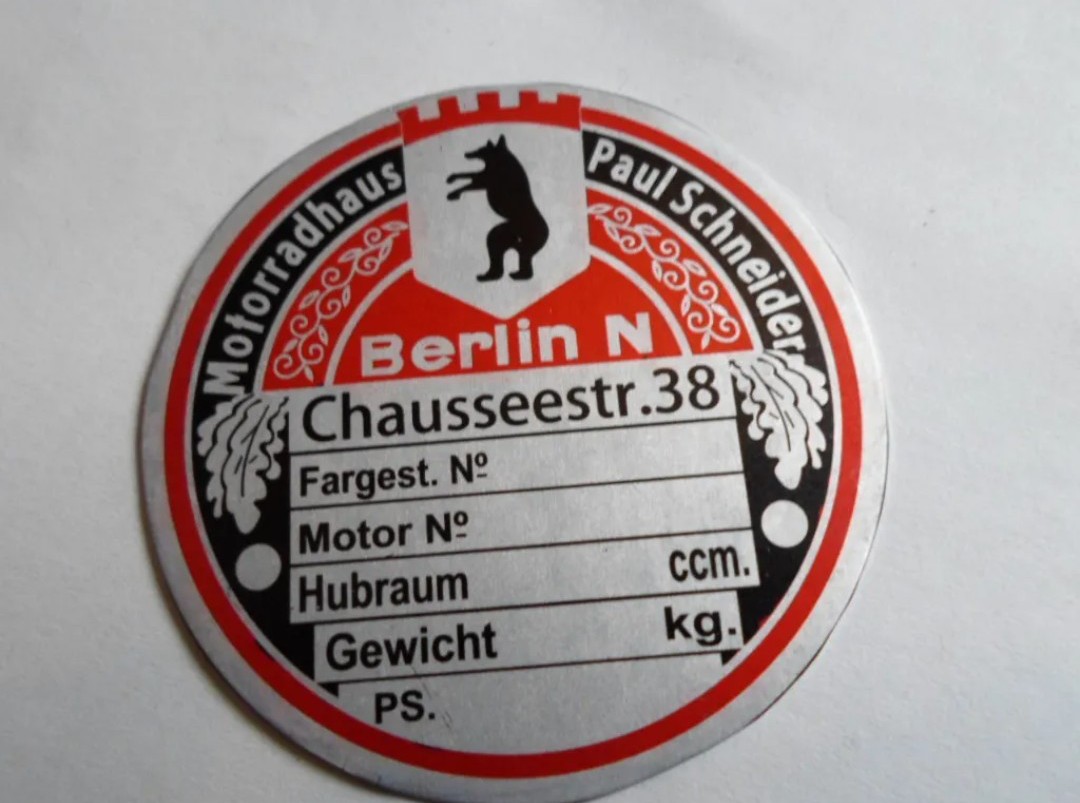 Motorradhaus Paul Schneider
Berlin N
Chausseestr.38
Fargest. Nº
Motor Nº
Hubraum ccm.
Gewicht kg.
PS.